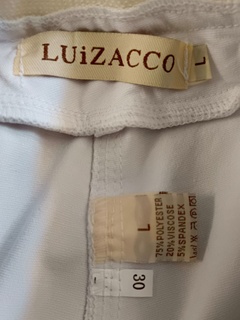 LUiZACCO
L
L
75%POLYESTER
20%VISCOSE
5%SPANDEX
30